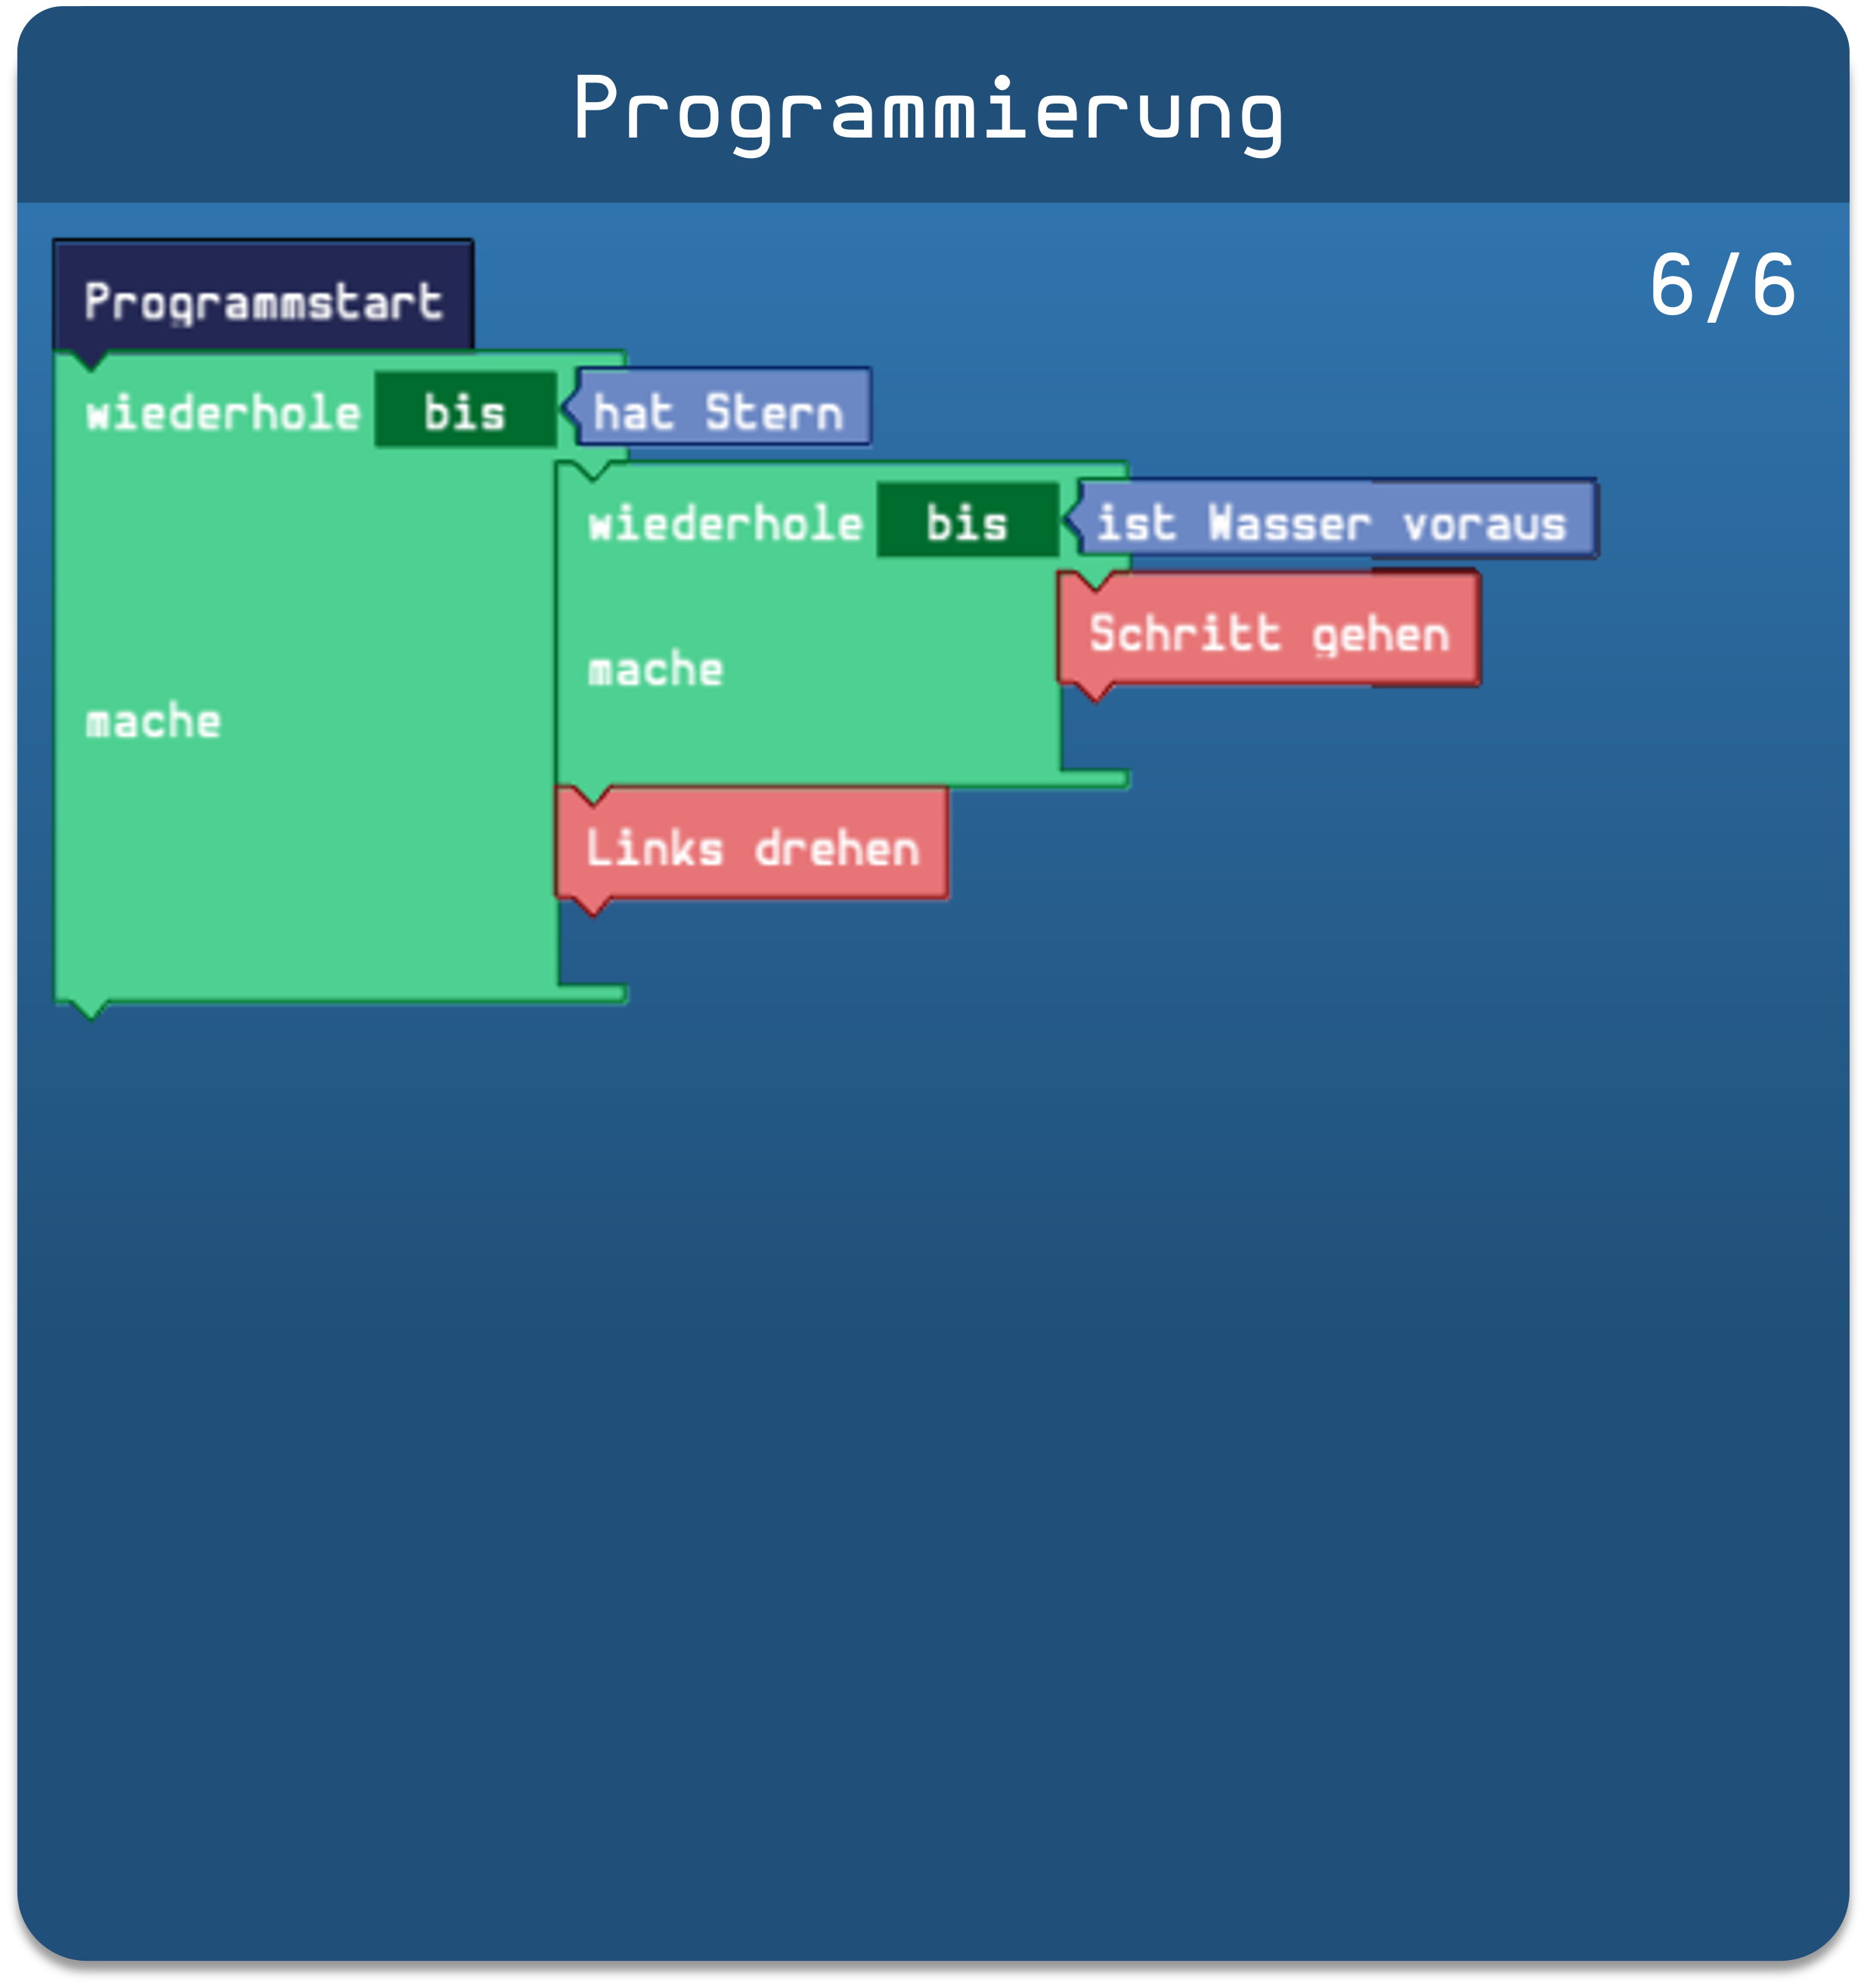 Programmierung
6/6
Programmstart
wiederhole bis hat Stern
wiederhole bis ist Wasser voraus
Schritt gehen
mache
mache
Links drehen